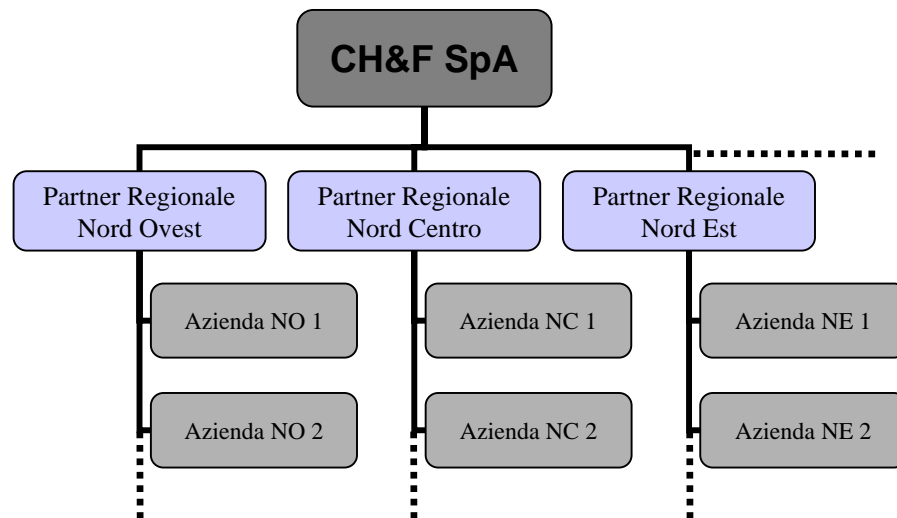 CH&F SpA
Partner Regionale
Nord Ovest
Partner Regionale
Nord Centro
Partner Regionale
Nord Est
Azienda NO 1
Azienda NC 1
Azienda NE 1
Azienda NO 2
Azienda NC 2
Azienda NE 2